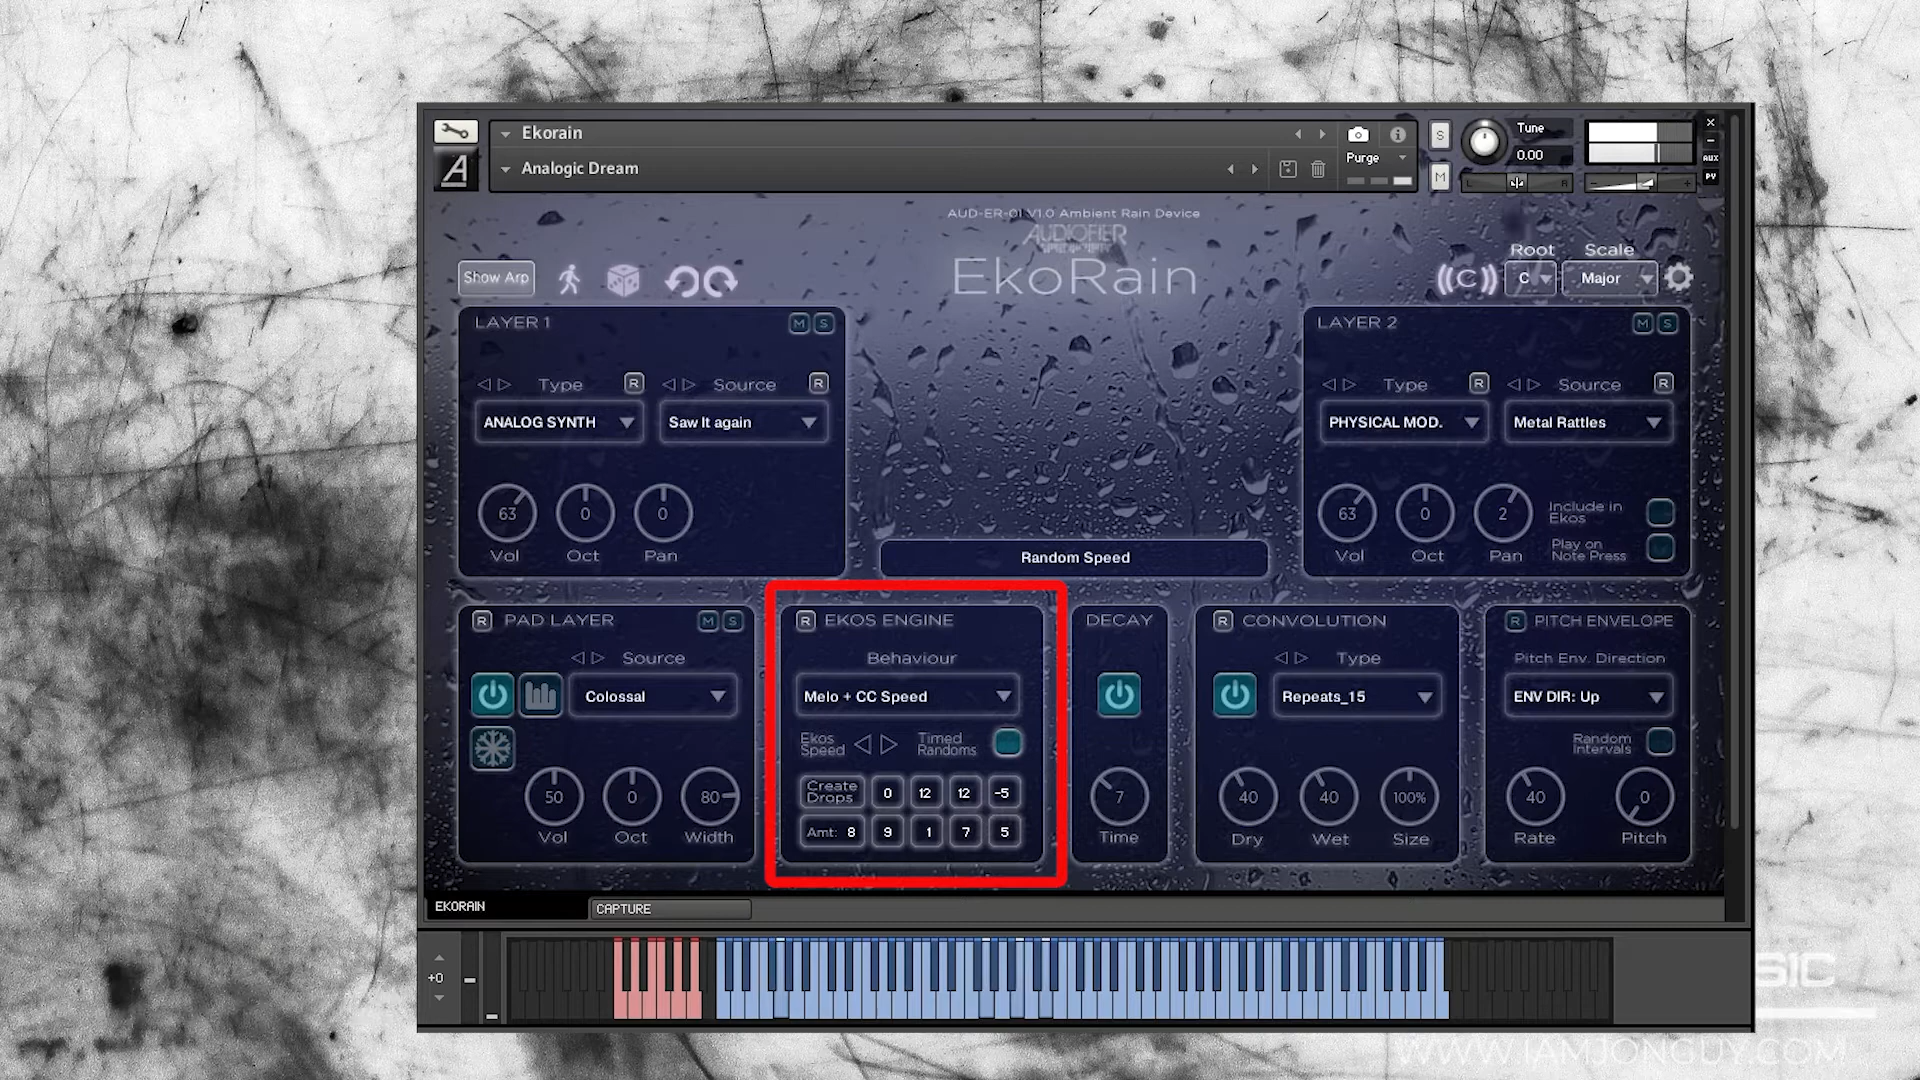 Ekorain
Analogic Dream
Purge
S
M
Tune
0.00
L R
AUX
PV
AUD-ER-01 V1.0 Ambient Rain Device
AUDIOFIER
EkoRain
Show Arp
((C))
Root
C
Scale
Major
LAYER 1
M S
Type R
Source R
ANALOG SYNTH
Saw It again
63
0
0
Vol
Oct
Pan
Random Speed
LAYER 2
M S
Type R
Source R
PHYSICAL MOD.
Metal Rattles
63
0
2
Vol
Oct
Pan
Include in
Ekos
Play on
Note Press
R PAD LAYER
M S
Source
Colossal
50
0
80
Vol
Oct
Width
R EKOS ENGINE
Behaviour
Melo + CC Speed
Ekos
Speed
Timed
Randoms
Create
Drops
0 12 12 -5
Amt: 8 9 1 7 5
DECAY
7
Time
R CONVOLUTION
Type
Repeats_15
40
40
100%
Dry
Wet
Size
R PITCH ENVELOPE
Pitch Env. Direction
ENV DIR: Up
Random
Intervals
40
0
Rate
Pitch
EKORAIN
CAPTURE
+0
SIC
WWW.IAMJONGUY.COM